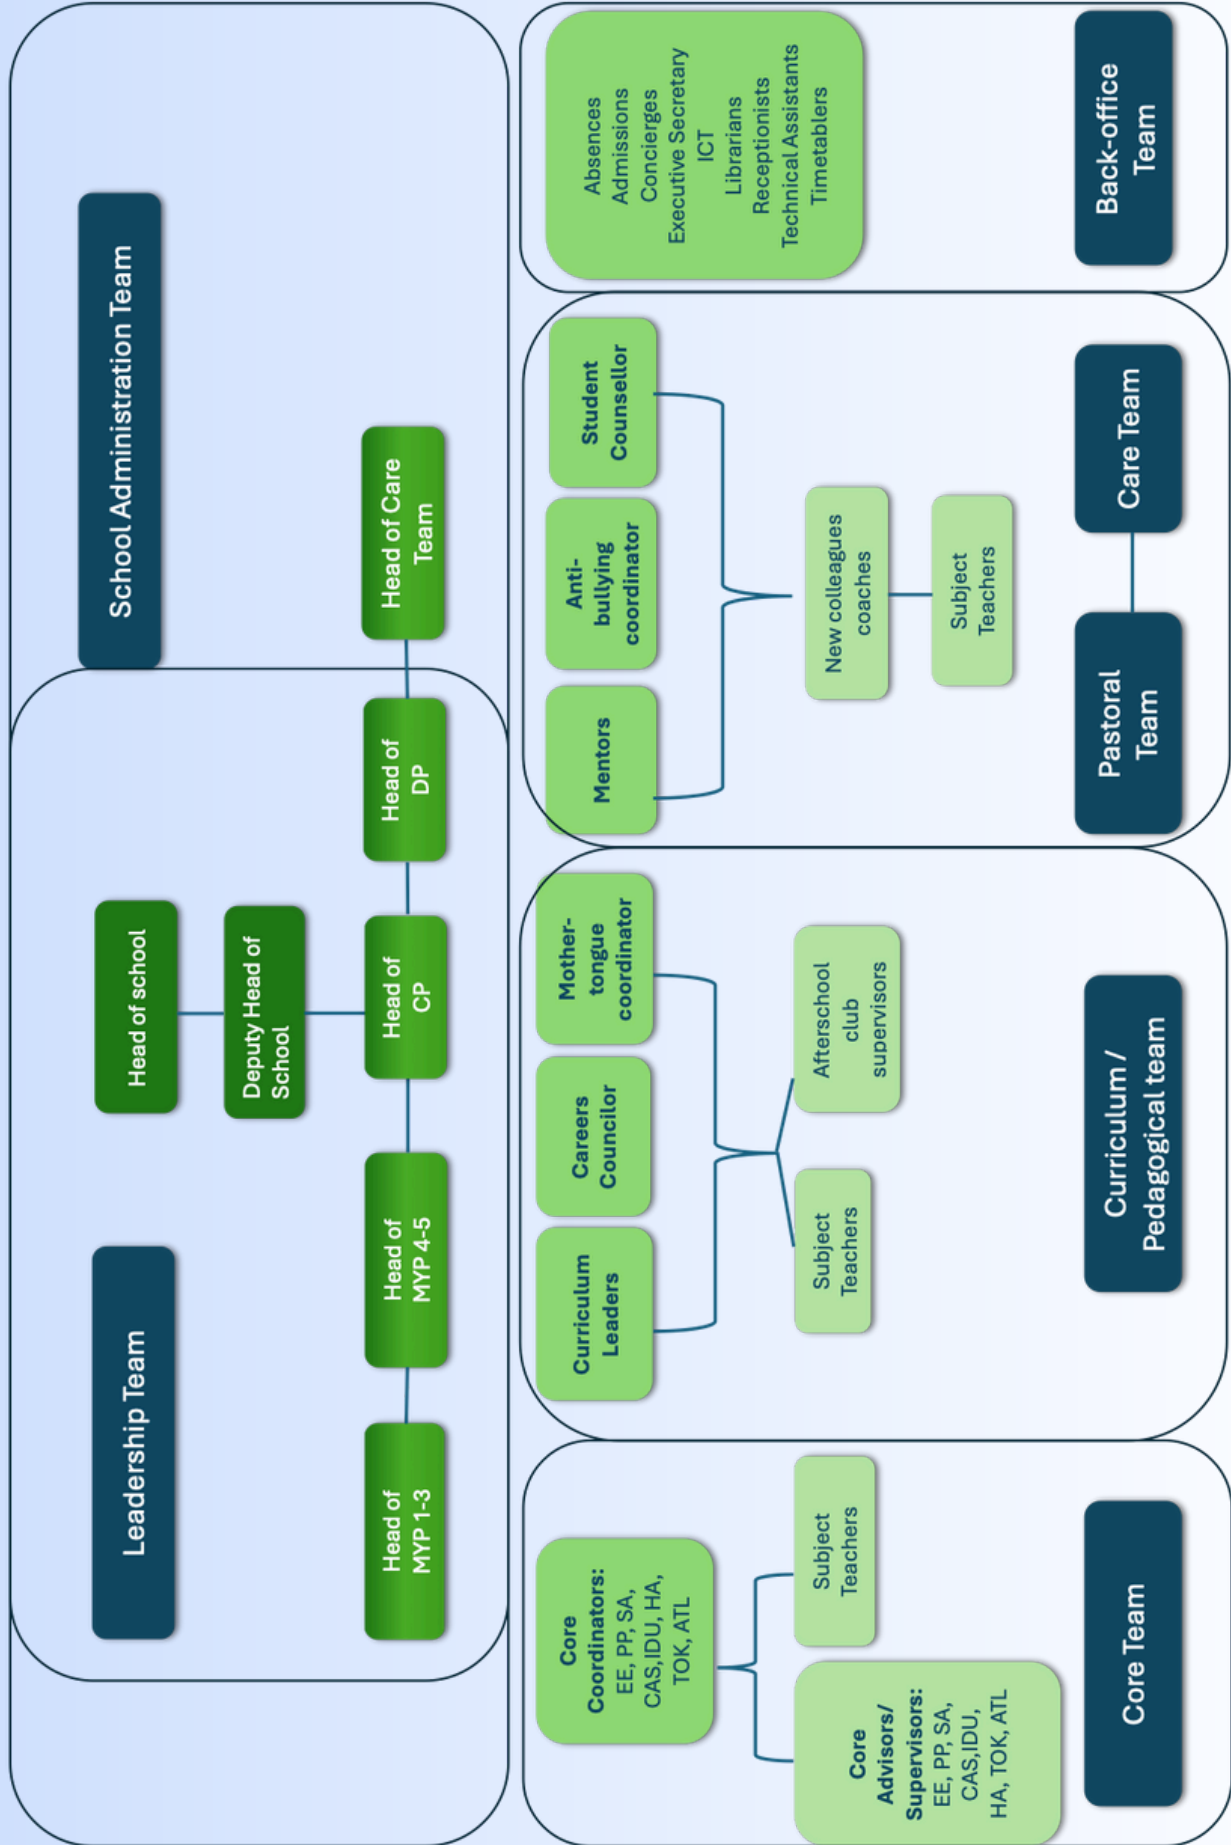 Leadership Team
School Administration Team
Head of school
Deputy Head of
School
Head of
MYP 1-3
Head of
MYP 4-5
Head of
CP
Head of
DP
Head of Care
Team
Core
Coordinators:
EE, PP, SA,
CAS,IDU, HA,
TOK, ATL
Core
Advisors/
Supervisors:
EE, PP, SA,
CAS,IDU,
HA, TOK, ATL
Subject
Teachers
Core Team
Curriculum
Leaders
Careers
Councilor
Mother-
tongue
coordinator
Subject
Teachers
Afterschool
club
supervisors
Curriculum /
Pedagogical team
Mentors
Anti-
bullying
coordinator
Student
Counsellor
New colleagues
coaches
Subject
Teachers
Pastoral
Team
Care Team
Absences
Admissions
Concierges
Executive Secretary
ICT
Librarians
Receptionists
Technical Assistants
Timetablers
Back-office
Team